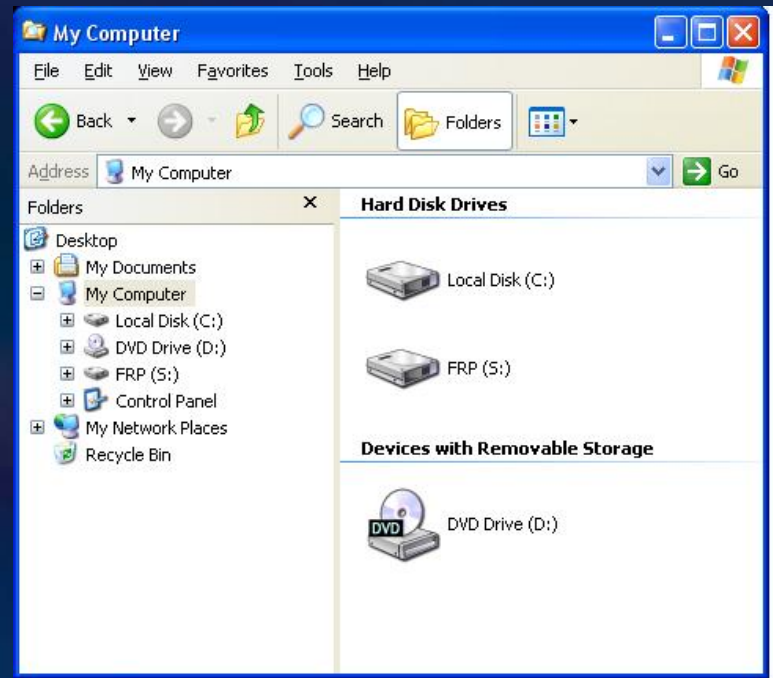 My Computer
File Edit View Favorites Tools Help
Back Search Folders
Address My Computer Go
Folders
Desktop
My Documents
My Computer
Local Disk (C:)
DVD Drive (D:)
FRP (S:)
Control Panel
My Network Places
Recycle Bin
Hard Disk Drives
Local Disk (C:)
FRP (S:)
Devices with Removable Storage
DVD
DVD Drive (D:)